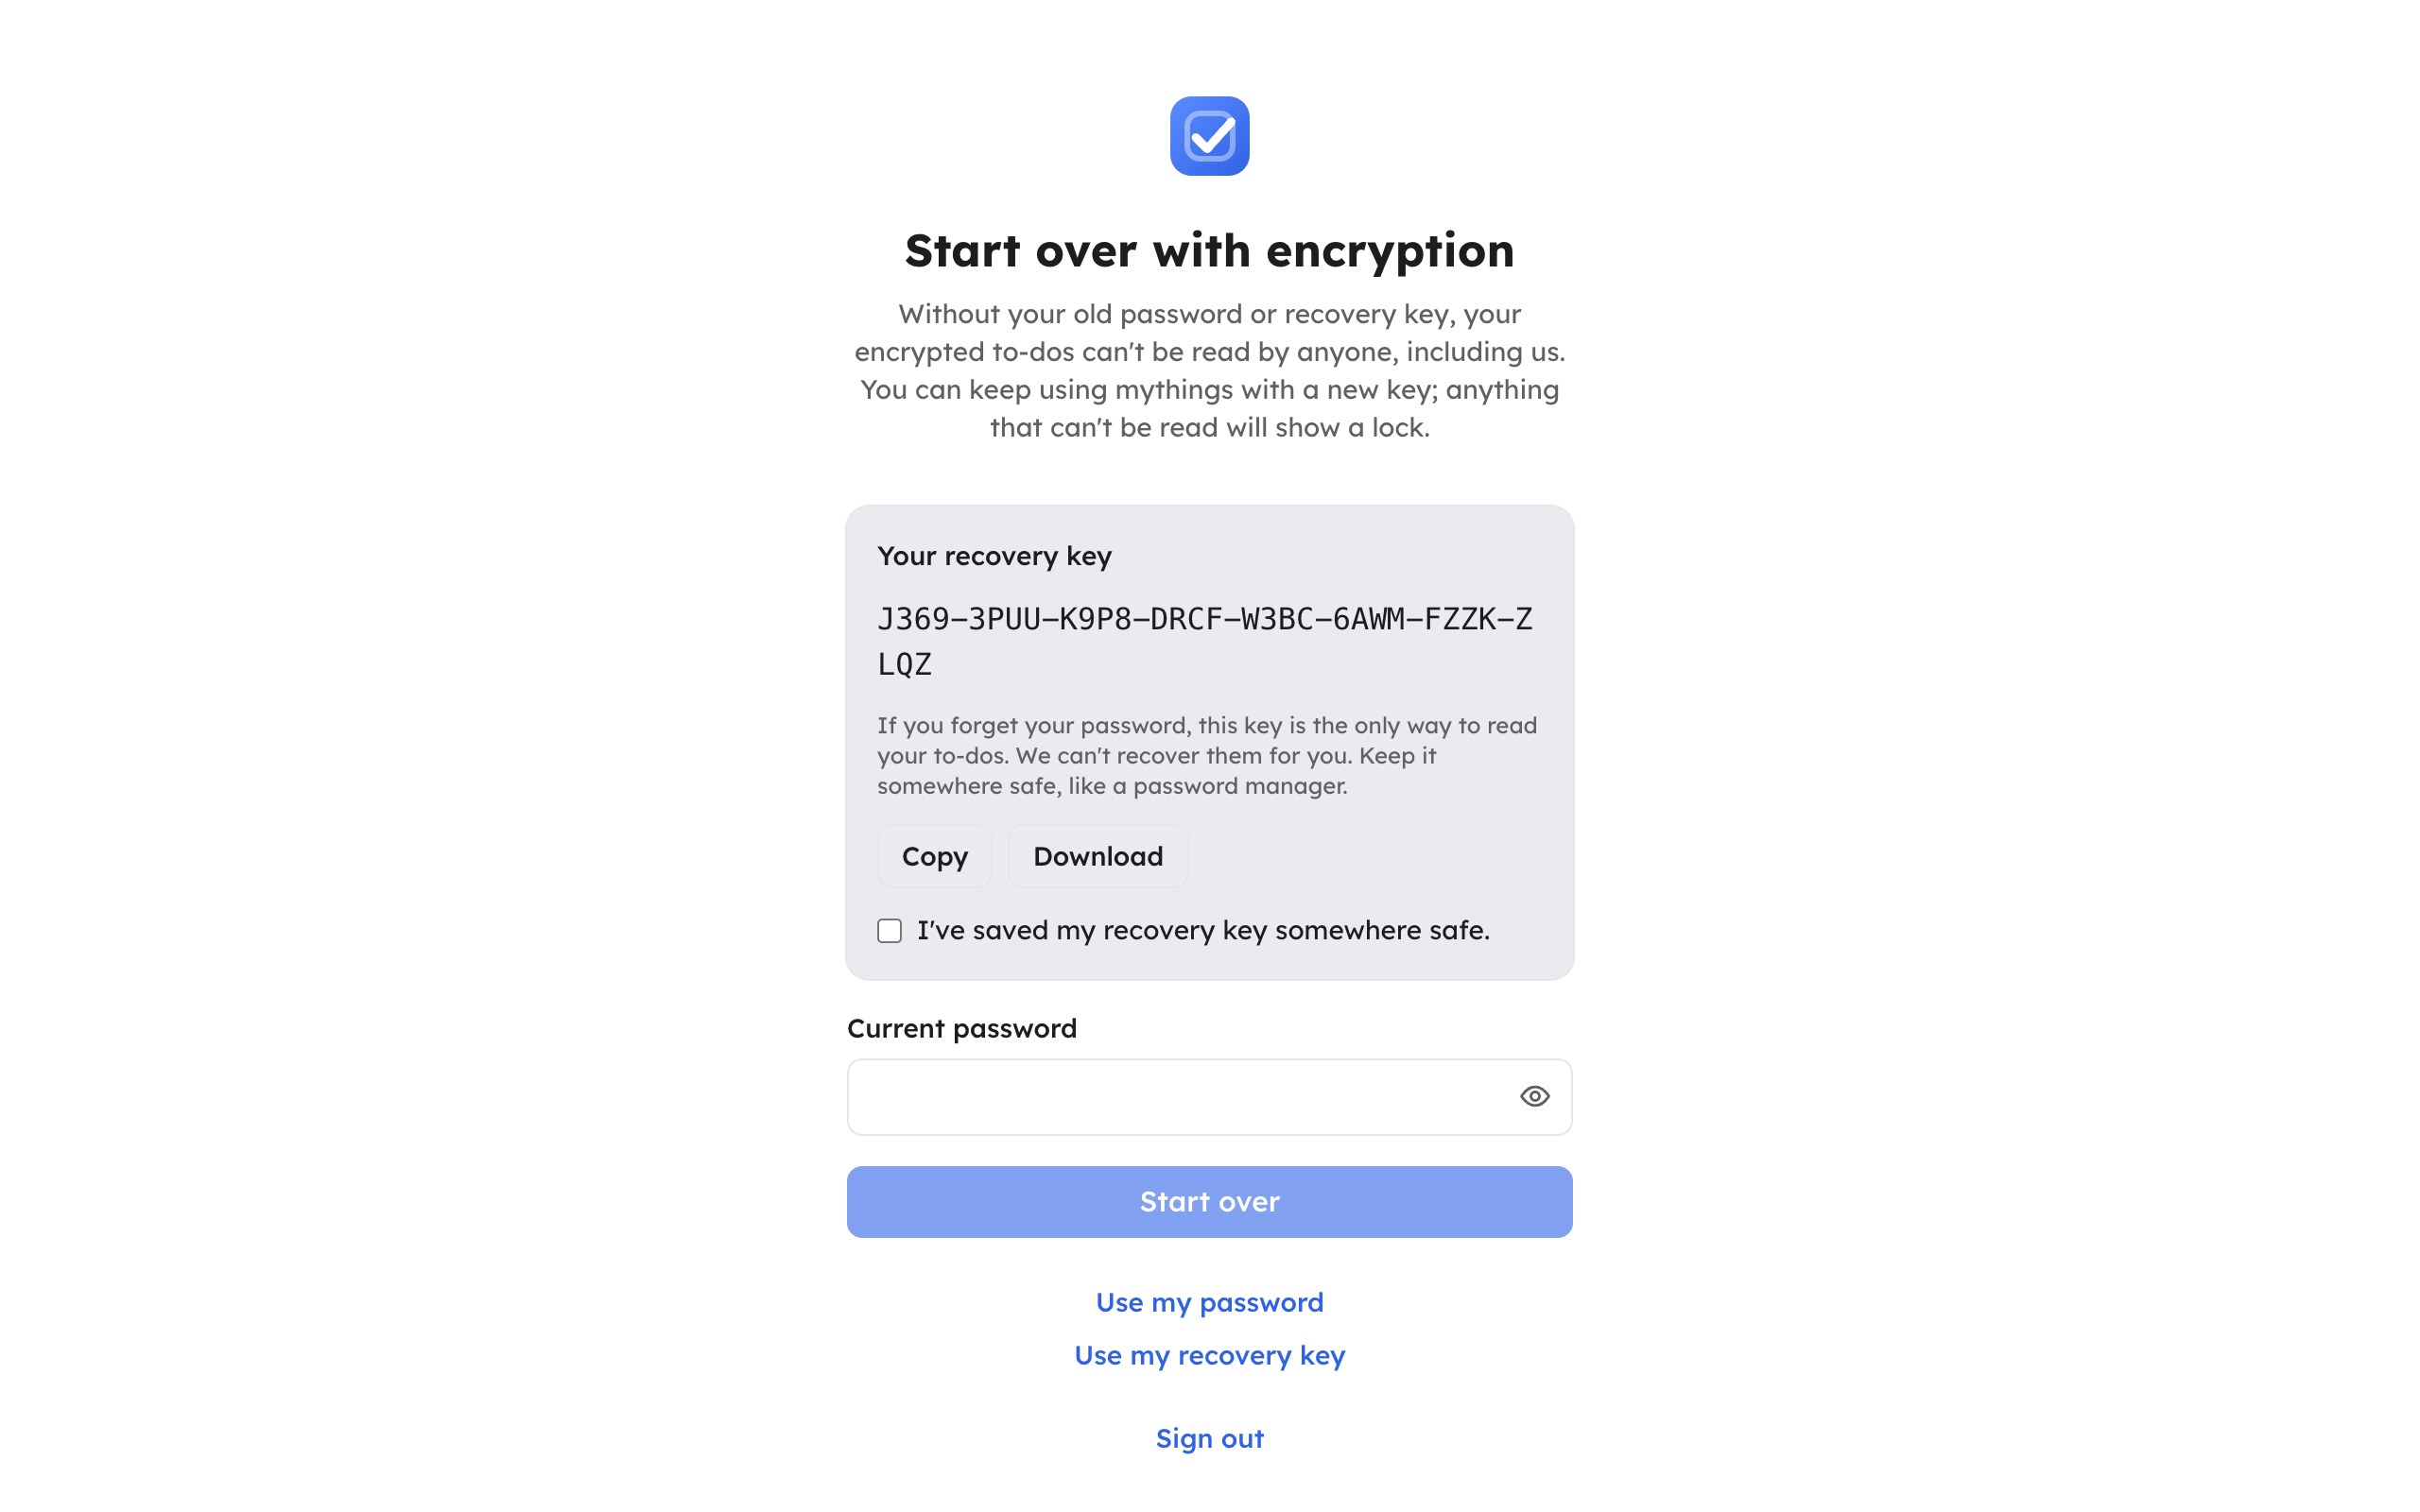 Start over with encryption
Without your old password or recovery key, your
encrypted to-dos can't be read by anyone, including us.
You can keep using mythings with a new key; anything
that can't be read will show a lock.
Your recovery key
J369-3PUU-K9P8-DRCF-W3BC-6AWM-FZZK-Z
LQZ
If you forget your password, this key is the only way to read
your to-dos. We can't recover them for you. Keep it
somewhere safe, like a password manager.
Copy Download
I've saved my recovery key somewhere safe.
Current password
Start over
Use my password
Use my recovery key
Sign out